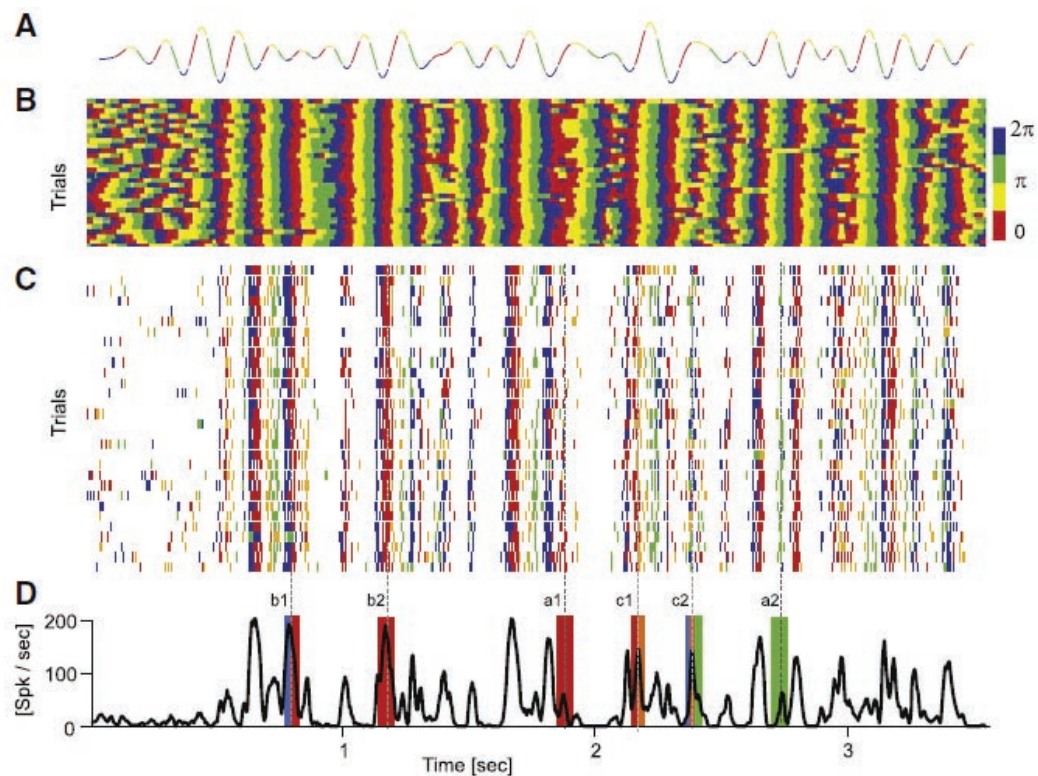 A
B
Trials
2π
π
0
C
Trials
D
b1 b2 a1 c1 c2 a2
[Spk / sec]
200
100
0
1 2 3
Time [sec]